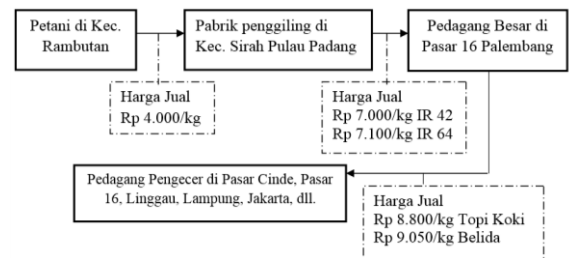 Petani di Kec.
Rambutan
Pabrik penggiling di
Kec. Sirah Pulau Padang
Pedagang Besar di
Pasar 16 Palembang
Harga Jual
Rp 4.000/kg
Harga Jual
Rp 7.000/kg IR 42
Rp 7.100/kg IR 64
Pedagang Pengecer di Pasar Cinde, Pasar
16, Linggau, Lampung, Jakarta, dll.
Harga Jual
Rp 8.800/kg Topi Koki
Rp 9.050/kg Belida